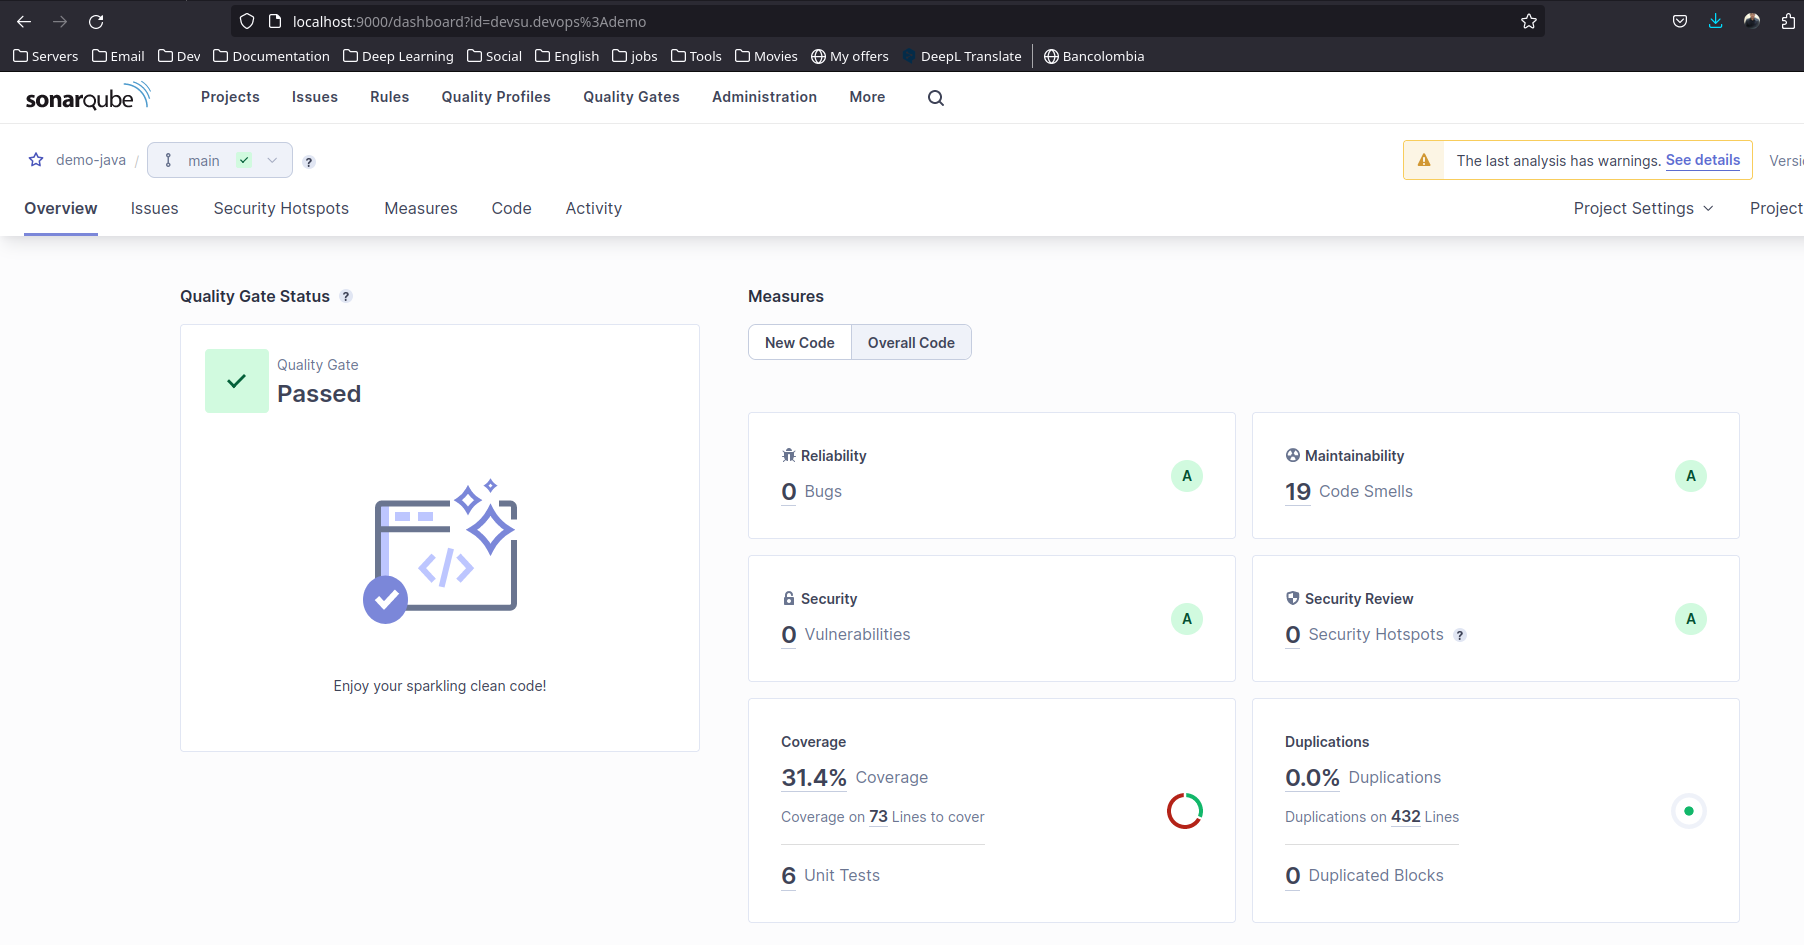 localhost:9000/dashboard?id=devsu.devops%3Ademo
Servers Email Dev Documentation Deep Learning Social English jobs Tools Movies My offers DeepL Translate Bancolombia
sonarqube Projects Issues Rules Quality Profiles Quality Gates Administration More
demo-java / main ? The last analysis has warnings. See details Versi
Overview Issues Security Hotspots Measures Code Activity Project Settings Project
Quality Gate Status ?
Quality Gate
Passed
</>
Enjoy your sparkling clean code!
Measures
New Code Overall Code
Reliability
0 Bugs A
Maintainability
19 Code Smells A
Security
0 Vulnerabilities A
Security Review
0 Security Hotspots ? A
Coverage
31.4% Coverage
Coverage on 73 Lines to cover
6 Unit Tests
Duplications
0.0% Duplications
Duplications on 432 Lines
0 Duplicated Blocks